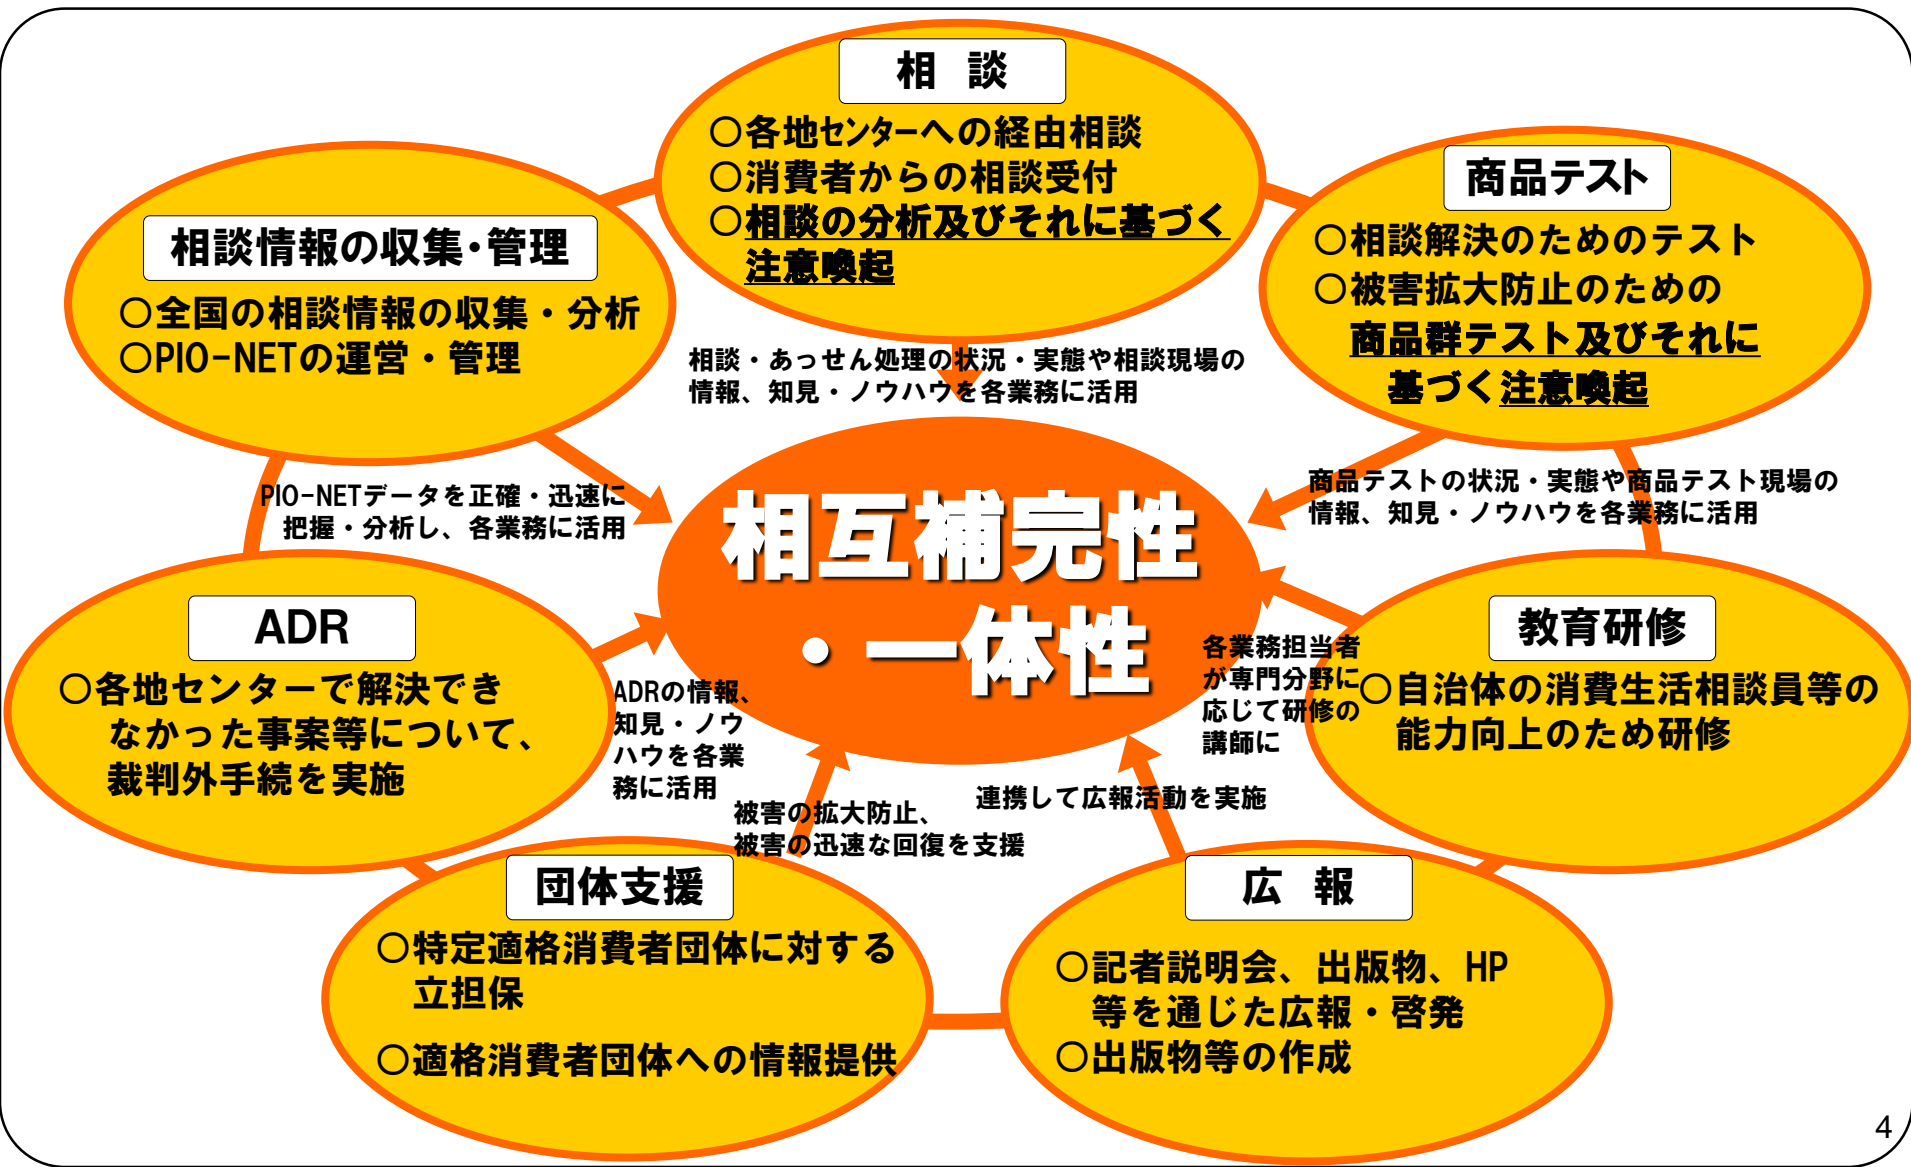 相 談
○各地センターへの経由相談
○消費者からの相談受付
○相談の分析及びそれに基づく
注意喚起
商品テスト
○相談解決のためのテスト
○被害拡大防止のための
商品群テスト及びそれに
基づく注意喚起
相談情報の収集・管理
○全国の相談情報の収集・分析
○PIO-NETの運営・管理
相談・あっせん処理の状況・実態や相談現場の
情報、知見・ノウハウを各業務に活用
商品テストの状況・実態や商品テスト現場の
情報、知見・ノウハウを各業務に活用
PIO-NETデータを正確・迅速に
把握・分析し、各業務に活用
相互補完性
・一体性
ADR
○各地センターで解決でき
なかった事案等について、
裁判外手続を実施
ADRの情報、
知見・ノウ
ハウを各業
務に活用
各業務担当者
が専門分野に
応じて研修の
講師に
教育研修
○自治体の消費生活相談員等の
能力向上のため研修
被害の拡大防止、
被害の迅速な回復を支援
連携して広報活動を実施
団体支援
○特定適格消費者団体に対する
立担保
○適格消費者団体への情報提供
広 報
○記者説明会、出版物、HP
等を通じた広報・啓発
○出版物等の作成
4